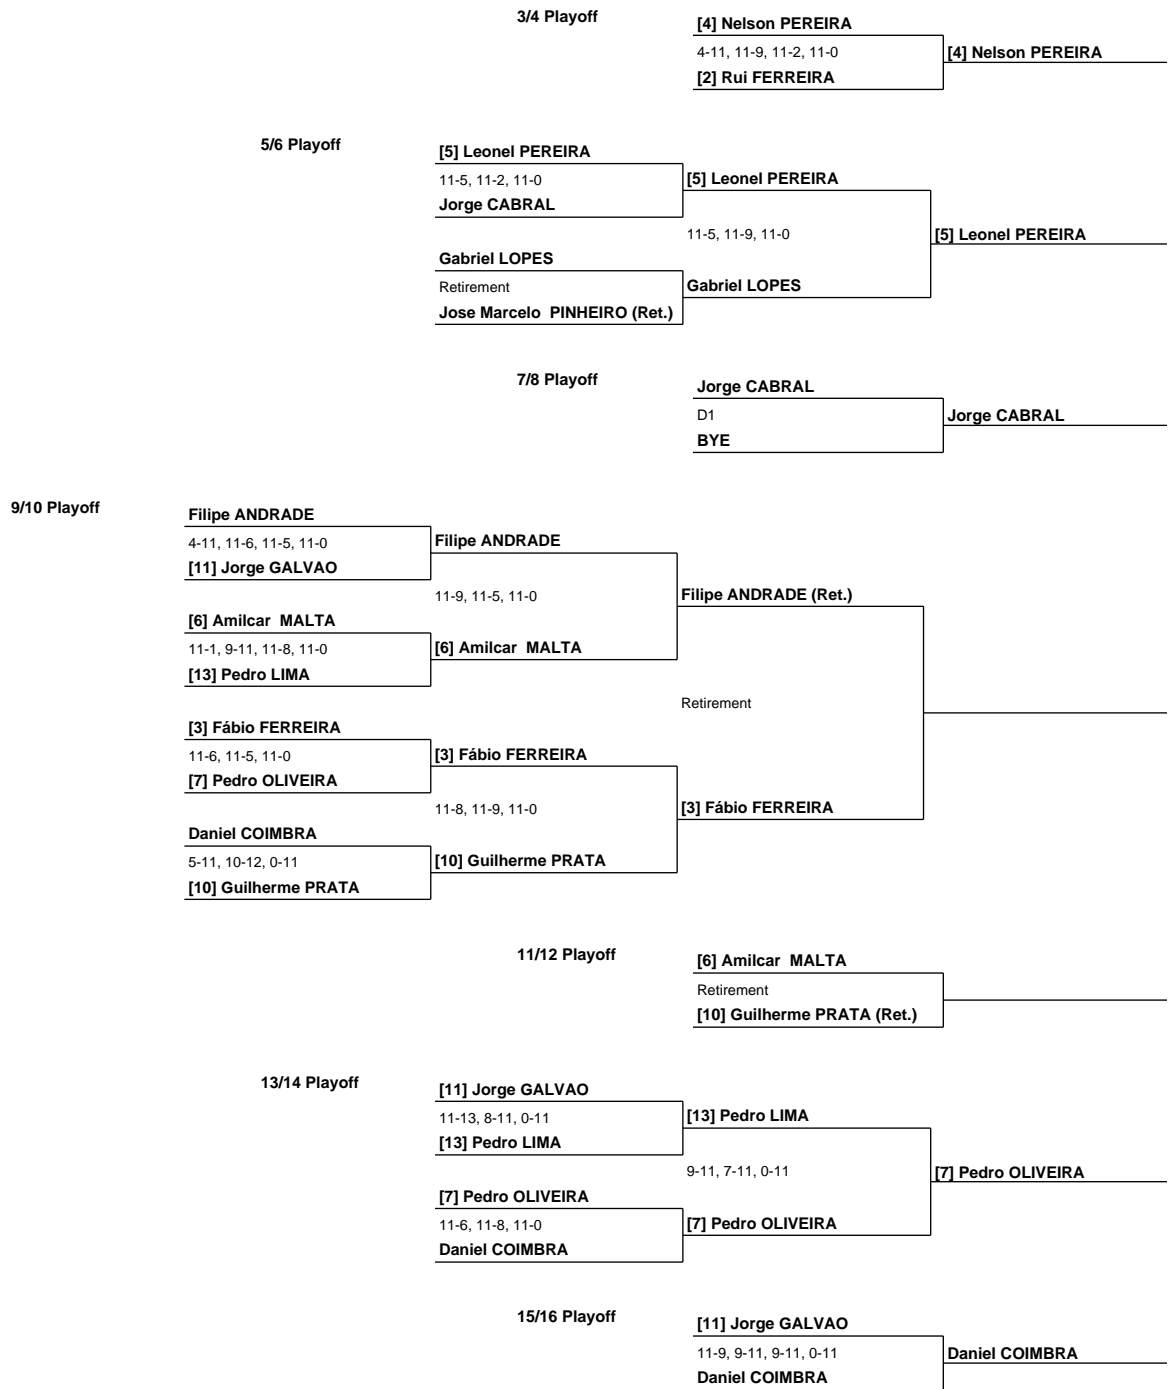 3/4 Playoff
[4] Nelson PEREIRA
4-11, 11-9, 11-2, 11-0
[4] Nelson PEREIRA
[2] Rui FERREIRA
5/6 Playoff
[5] Leonel PEREIRA
11-5, 11-2, 11-0
[5] Leonel PEREIRA
Jorge CABRAL
11-5, 11-9, 11-0
[5] Leonel PEREIRA
Gabriel LOPES
Retirement
Gabriel LOPES
Jose Marcelo  PINHEIRO (Ret.)
7/8 Playoff
Jorge CABRAL
D1
Jorge CABRAL
BYE
9/10 Playoff
Filipe ANDRADE
4-11, 11-6, 11-5, 11-0
Filipe ANDRADE
[11] Jorge GALVAO
11-9, 11-5, 11-0
Filipe ANDRADE (Ret.)
[6] Amilcar  MALTA
11-1, 9-11, 11-8, 11-0
[6] Amilcar  MALTA
[13] Pedro LIMA
Retirement
[3] Fábio FERREIRA
11-6, 11-5, 11-0
[3] Fábio FERREIRA
[7] Pedro OLIVEIRA
11-8, 11-9, 11-0
[3] Fábio FERREIRA
Daniel COIMBRA
5-11, 10-12, 0-11
[10] Guilherme PRATA
[10] Guilherme PRATA
11/12 Playoff
[6] Amilcar  MALTA
Retirement
[10] Guilherme PRATA (Ret.)
13/14 Playoff
[11] Jorge GALVAO
11-13, 8-11, 0-11
[13] Pedro LIMA
[13] Pedro LIMA
9-11, 7-11, 0-11
[7] Pedro OLIVEIRA
[7] Pedro OLIVEIRA
11-6, 11-8, 11-0
[7] Pedro OLIVEIRA
Daniel COIMBRA
15/16 Playoff
[11] Jorge GALVAO
11-9, 9-11, 9-11, 0-11
Daniel COIMBRA
Daniel COIMBRA